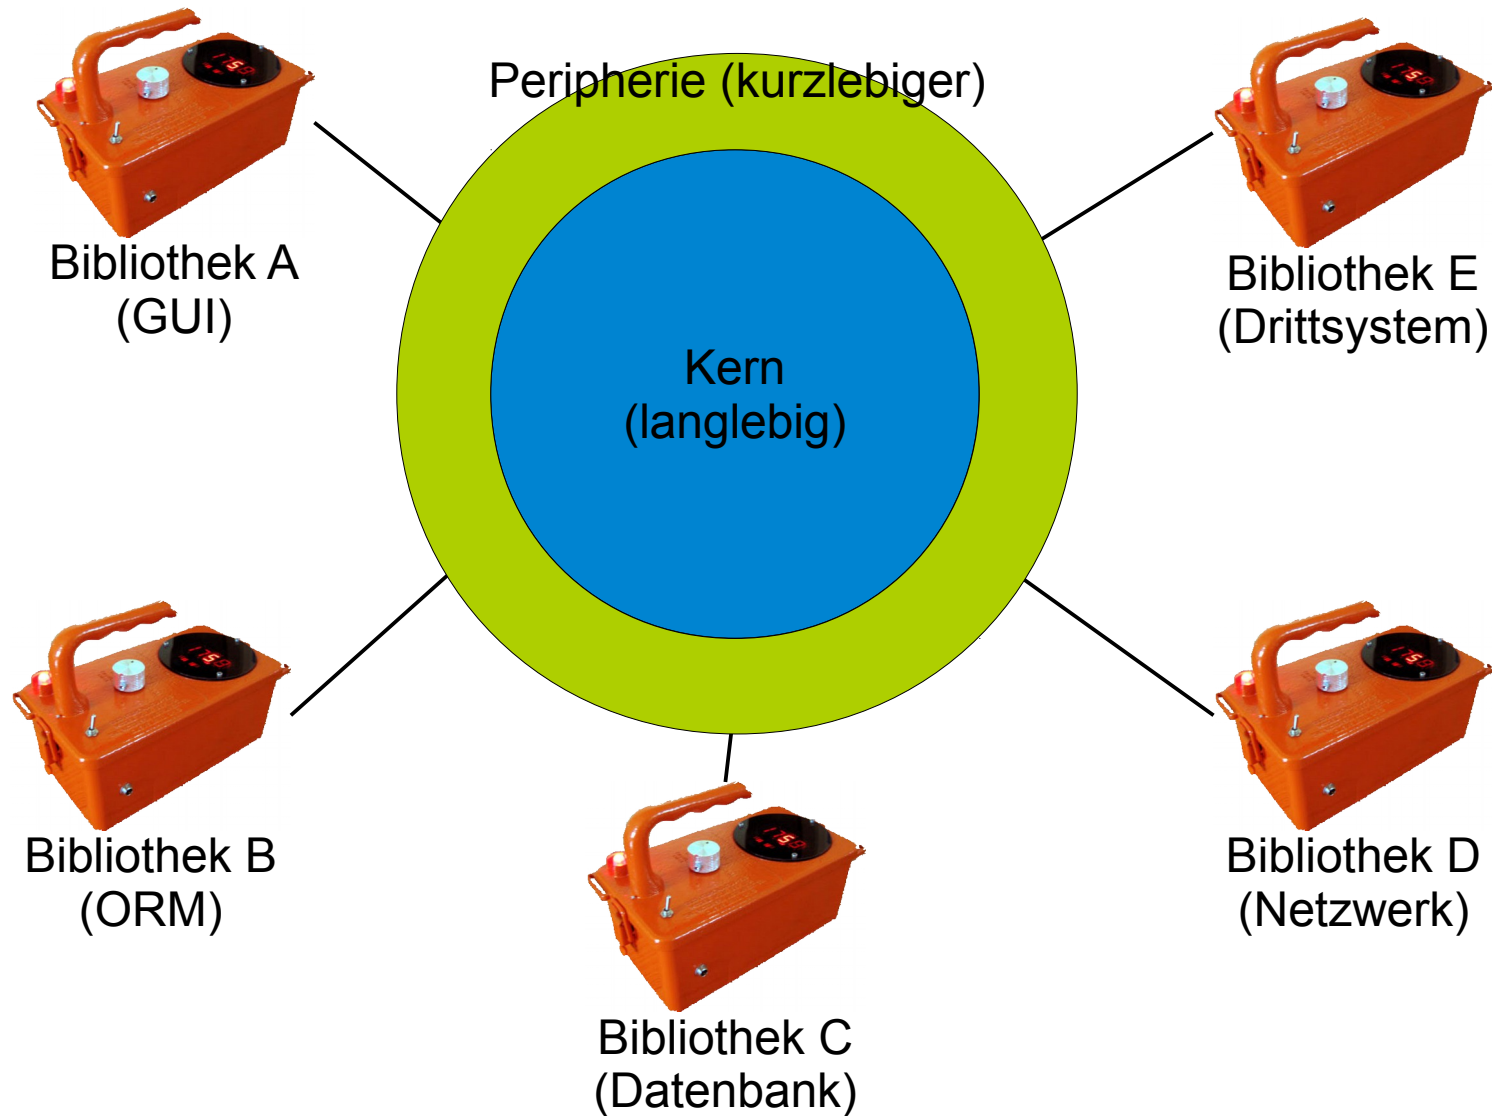 Peripherie (kurzlebiger)
Kern
(langlebig)
Bibliothek A
(GUI)
Bibliothek E
(Drittsystem)
Bibliothek B
(ORM)
Bibliothek D
(Netzwerk)
Bibliothek C
(Datenbank)